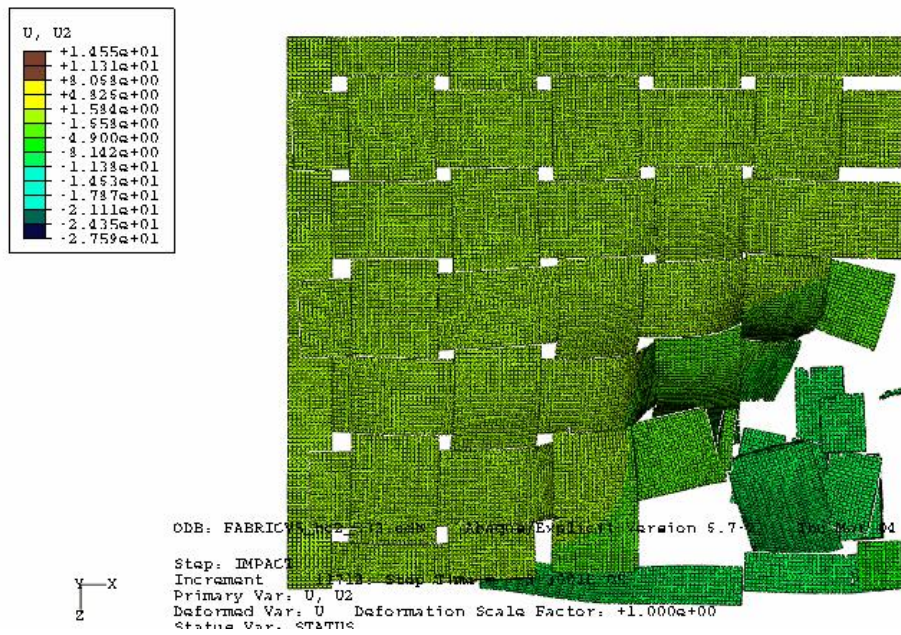 U, U2
+1.455e+01
+1.131e+01
+8.068e+00
+4.826e+00
+1.584e+00
-1.658e+00
-4.900e+00
-8.142e+00
-1.138e+01
-1.463e+01
-1.787e+01
-2.111e+01
-2.435e+01
-2.759e+01
ODB: Abaqus/Explicit Version 6.7-
Step: IMPACT
Increment Step Time
Primary Var: U, U2
Deformed Var: U Deformation Scale Factor: +1.000e+00
Status Var: STATUS
Y X
Z